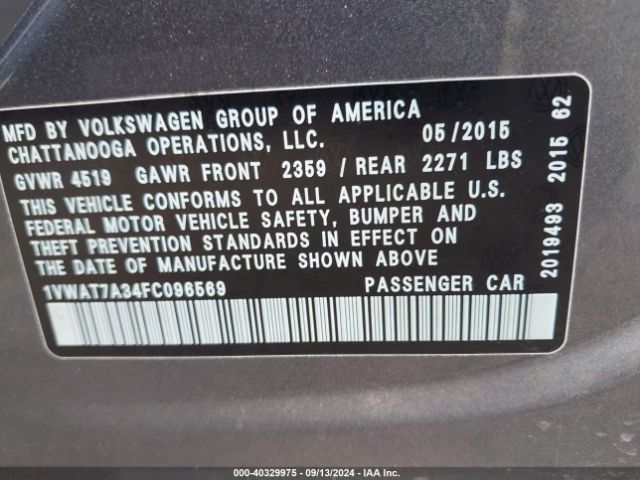 MFD BY VOLKSWAGEN GROUP OF AMERICA
CHATTANOOGA OPERATIONS, LLC. 05/2015
GVWR 4519 GAWR FRONT 2359 / REAR 2271 LBS
THIS VEHICLE CONFORMS TO ALL APPLICABLE U.S.
FEDERAL MOTOR VEHICLE SAFETY, BUMPER AND
THEFT PREVENTION STANDARDS IN EFFECT ON
THE DATE OF MANUFACTURE SHOWN ABOVE
1VWAT7A34FC096569 PASSENGER CAR
2019493 2015 62
000-40329975 - 09/13/2024 - IAA Inc.